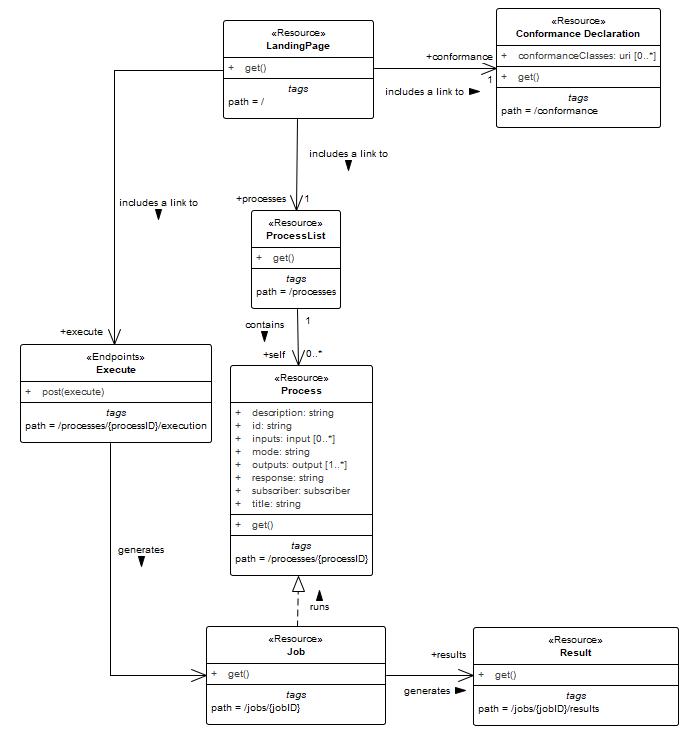 «Resource»
LandingPage
+ get()
tags
path = /
+conformance
1
includes a link to
«Resource»
Conformance Declaration
+ conformanceClasses: uri [0..*]
+ get()
tags
path = /conformance
includes a link to
+processes
1
includes a link to
+execute
«Resource»
ProcessList
+ get()
tags
path = /processes
1
contains
+self
0..*
«Endpoints»
Execute
+ post(execute)
tags
path = /processes/{processID}/execution
«Resource»
Process
+ description: string
+ id: string
+ inputs: input [0..*]
+ mode: string
+ outputs: output [1..*]
+ response: string
+ subscriber: subscriber
+ title: string
+ get()
tags
path = /processes/{processID}
generates
runs
«Resource»
Job
+ get()
tags
path = /jobs/{jobID}
+results
generates
«Resource»
Result
+ get()
tags
path = /jobs/{jobID}/results